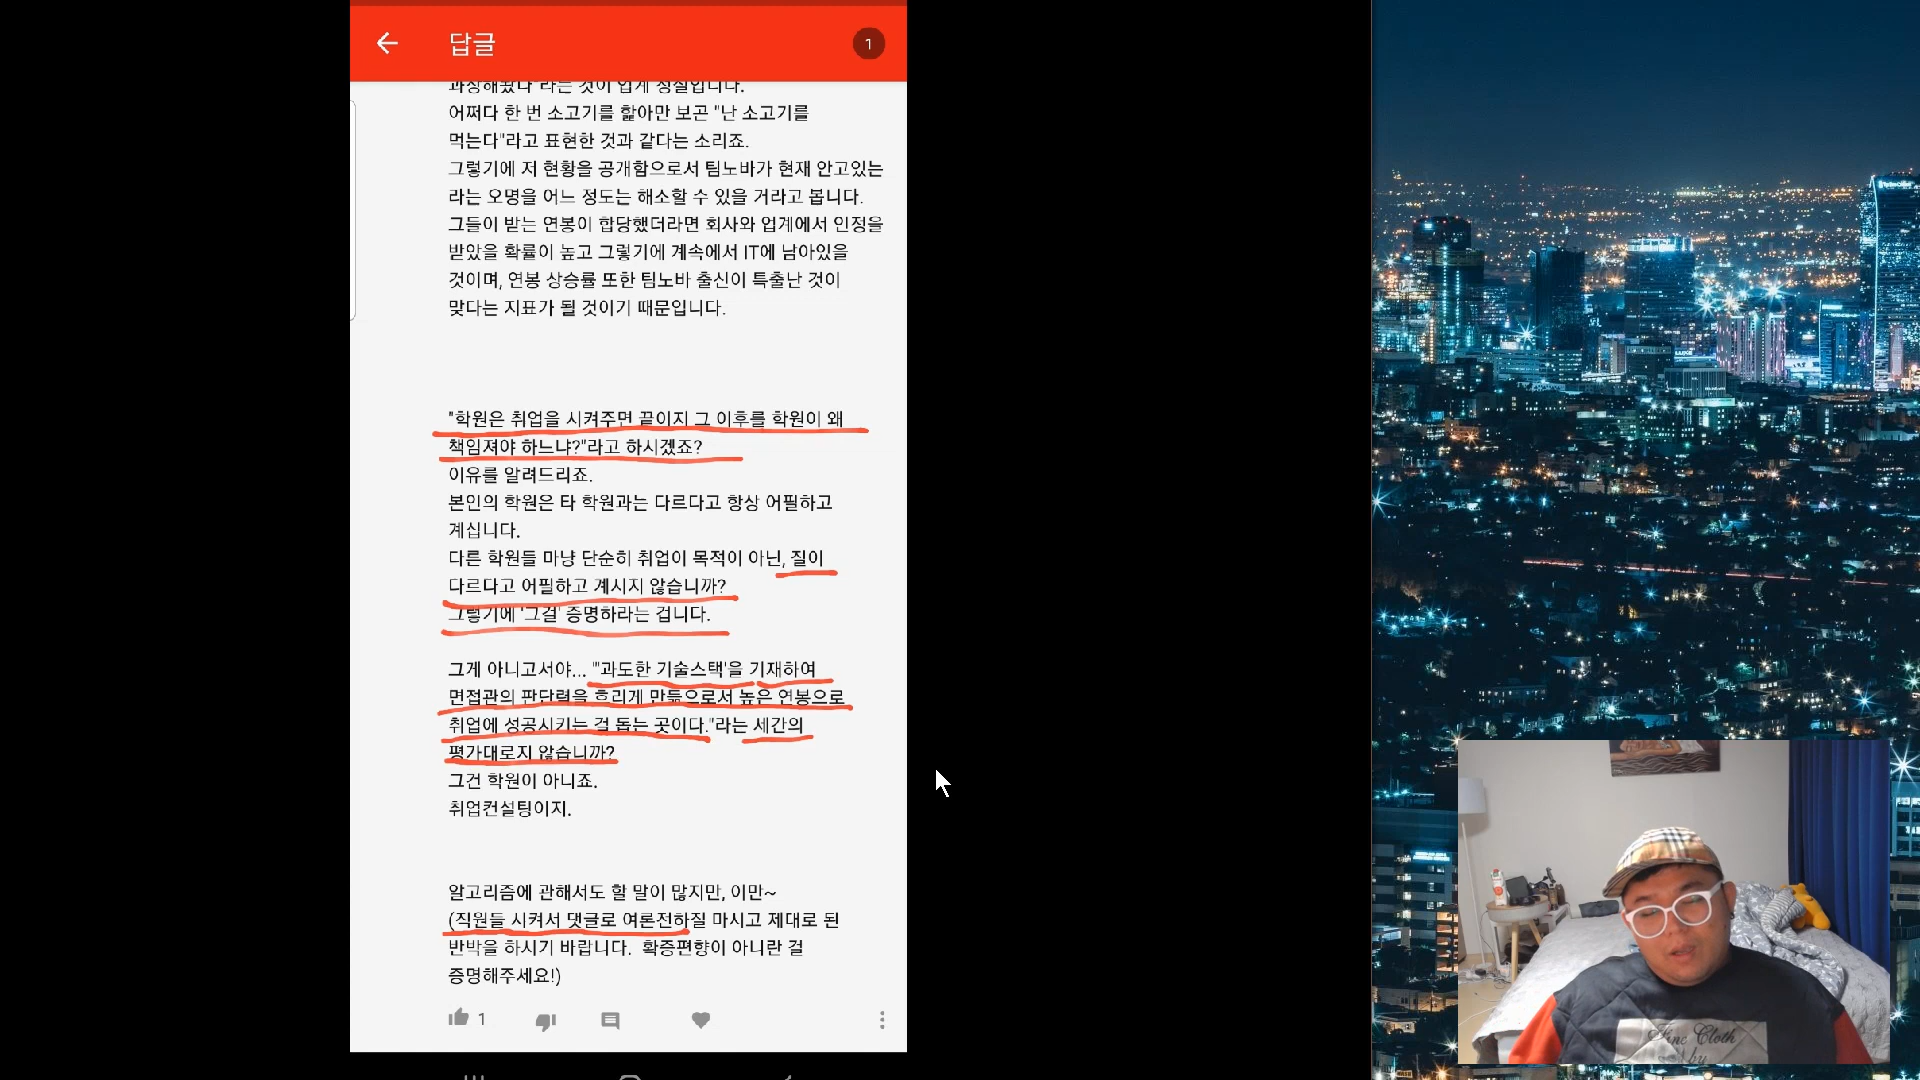 답글
1
과장해왔다"라는 것이 업계 정설입니다.
어쩌다 한 번 소고기를 핥아만 보곤 "난 소고기를
먹는다"라고 표현한 것과 같다는 소리죠.
그렇기에 저 현황을 공개함으로서 팀노바가 현재 안고있는
라는 오명을 어느 정도는 해소할 수 있을 거라고 봅니다.
그들이 받는 연봉이 합당했더라면 회사와 업계에서 인정을
받았을 확률이 높고 그렇기에 계속에서 IT에 남아있을
것이며, 연봉 상승률 또한 팀노바 출신이 특출난 것이
맞다는 지표가 될 것이기 때문입니다.
"학원은 취업을 시켜주면 끝이지 그 이후를 학원이 왜
책임져야 하느냐?"라고 하시겠죠?
이유를 알려드리죠.
본인의 학원은 타 학원과는 다르다고 항상 어필하고
계십니다.
다른 학원들 마냥 단순히 취업이 목적이 아닌, 질이
다르다고 어필하고 계시지 않습니까?
그렇기에 '그걸' 증명하라는 겁니다.
그게 아니고서야... "'과도한 기술스택'을 기재하여
면접관의 판단력을 흐리게 만듦으로서 높은 연봉으로
취업에 성공시키는 걸 돕는 곳이다."라는 세간의
평가대로지 않습니까?
그건 학원이 아니죠.
취업컨설팅이지.
알고리즘에 관해서도 할 말이 많지만, 이만~
(직원들 시켜서 댓글로 여론전하질 마시고 제대로 된
반박을 하시기 바랍니다. 확증편향이 아니란 걸
증명해주세요!)
1
Fine Cloth
by